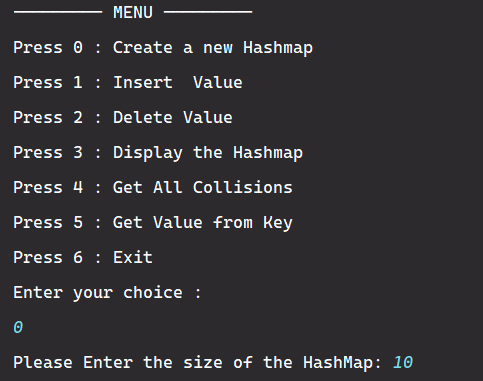 --------- MENU ---------
Press 0 : Create a new Hashmap
Press 1 : Insert  Value
Press 2 : Delete Value
Press 3 : Display the Hashmap
Press 4 : Get All Collisions
Press 5 : Get Value from Key
Press 6 : Exit
Enter your choice :
0
Please Enter the size of the HashMap: 10